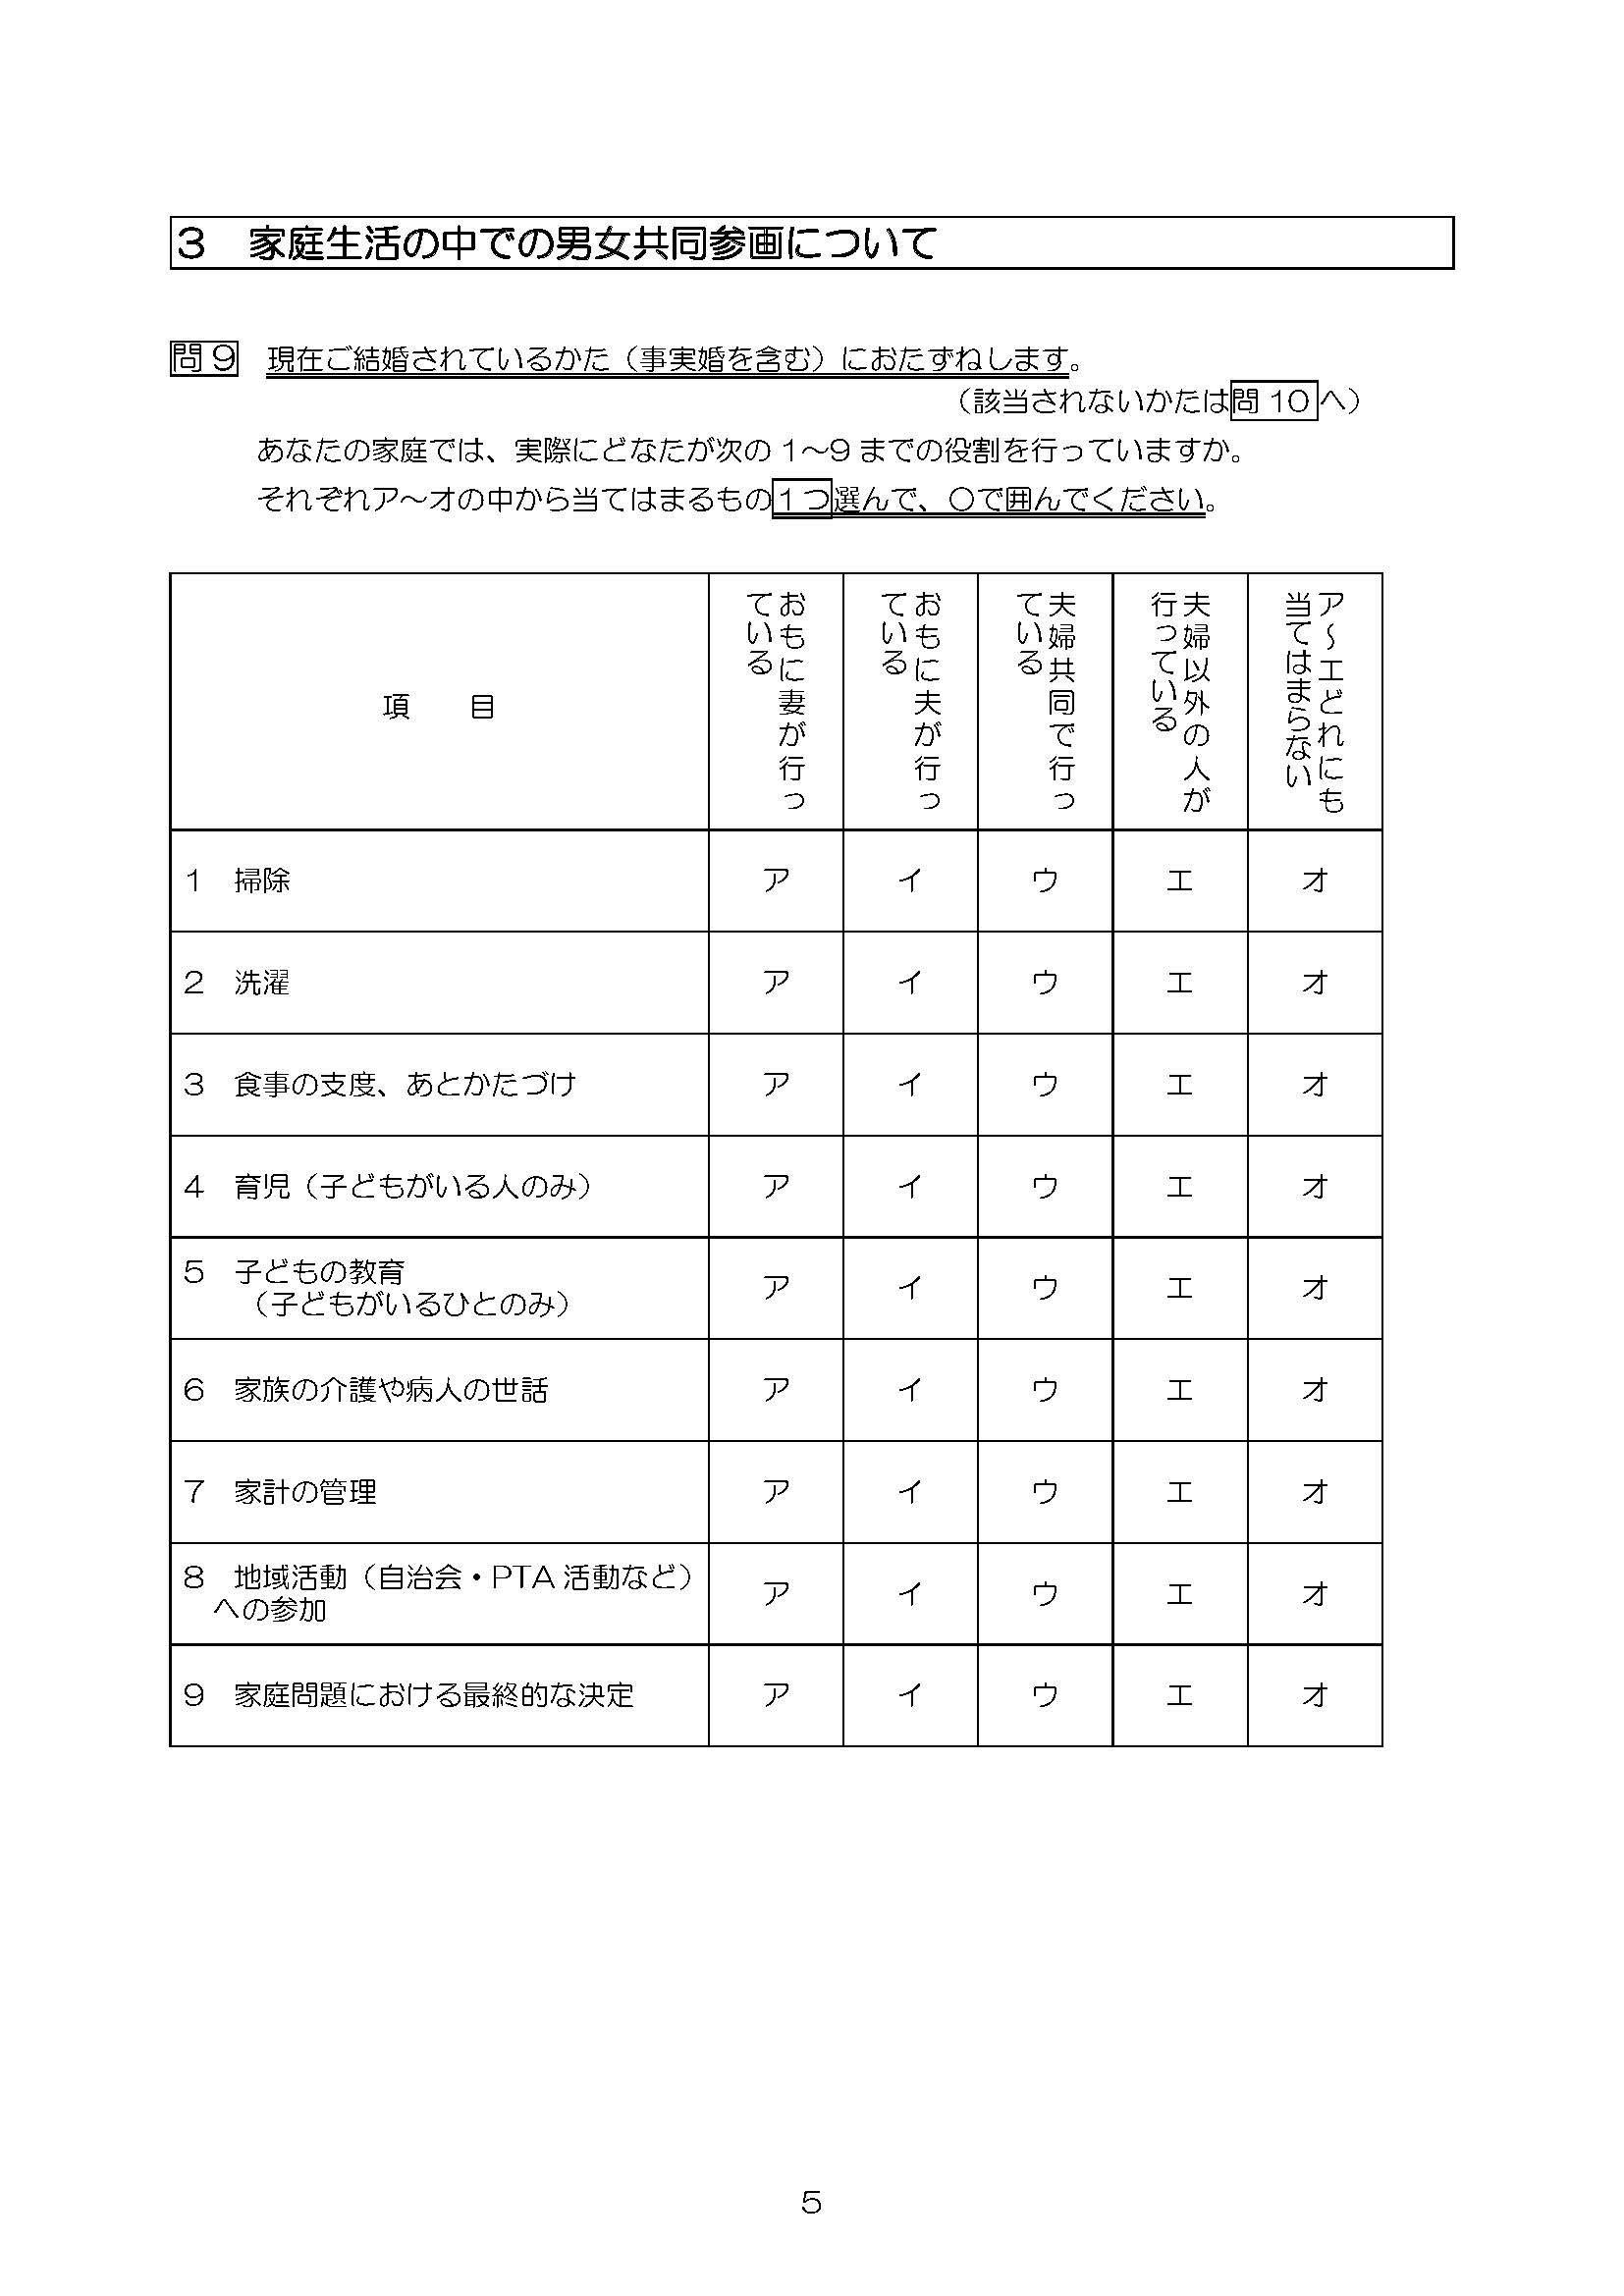 3　家庭生活の中での男女共同参画について
問9　現在ご結婚されているかた（事実婚を含む）におたずねします。
（該当されないかたは問10へ）
あなたの家庭では、実際にどなたが次の1～9までの役割を行っていますか。
それぞれア～オの中から当てはまるもの1つ選んで、○で囲んでください。
項　　目
おもに妻が行っ
ている
おもに夫が行っ
ている
夫婦共同で行っ
ている
夫婦以外の人が
行っている
ア～エどれにも
当てはまらない
1　掃除　ア　イ　ウ　エ　オ
2　洗濯　ア　イ　ウ　エ　オ
3　食事の支度、あとかたづけ　ア　イ　ウ　エ　オ
4　育児（子どもがいる人のみ）　ア　イ　ウ　エ　オ
5　子どもの教育
（子どもがいるひとのみ）　ア　イ　ウ　エ　オ
6　家族の介護や病人の世話　ア　イ　ウ　エ　オ
7　家計の管理　ア　イ　ウ　エ　オ
8　地域活動（自治会・PTA活動など）
への参加　ア　イ　ウ　エ　オ
9　家庭問題における最終的な決定　ア　イ　ウ　エ　オ
5